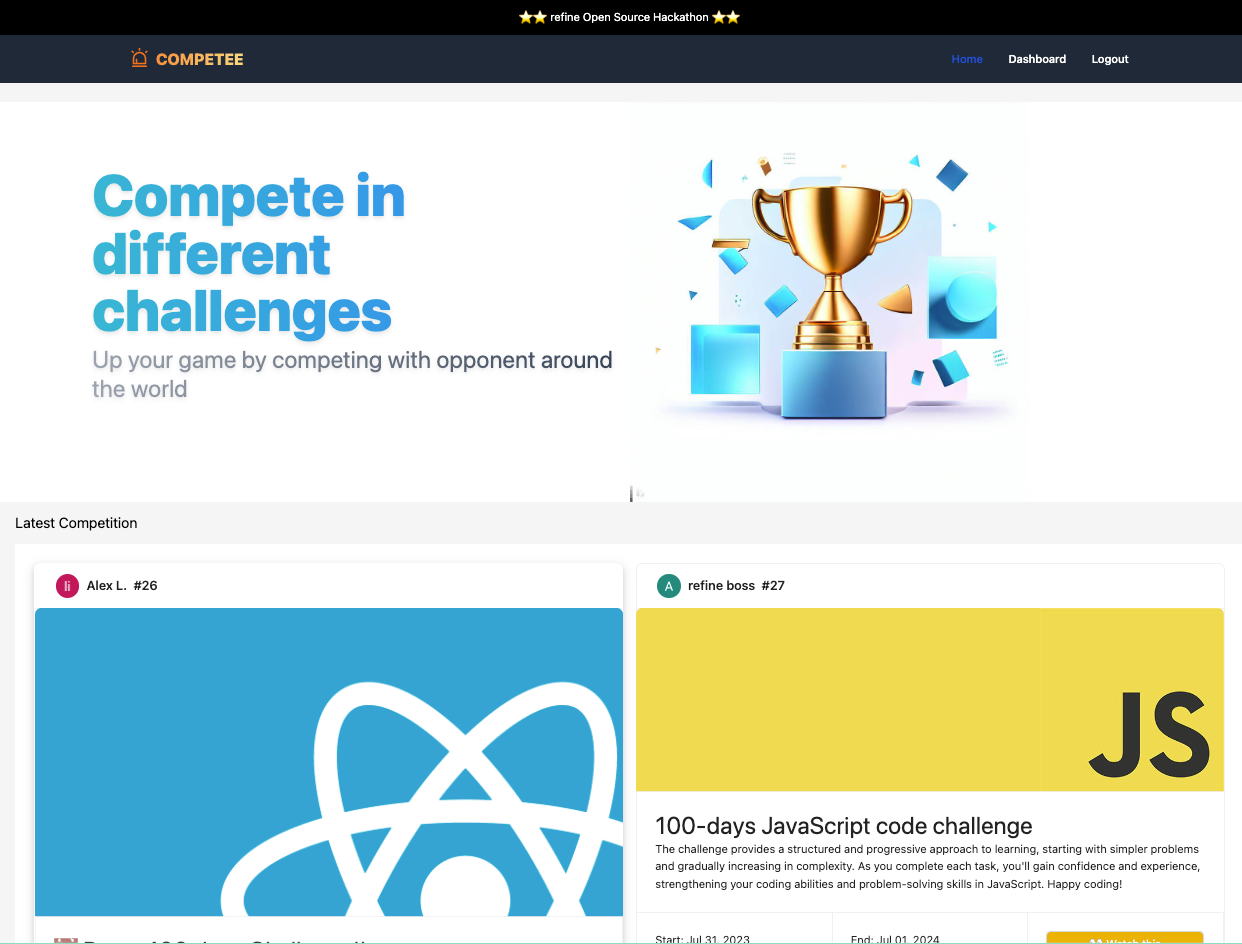 ⭐⭐ refine Open Source Hackathon ⭐⭐
COMPETEE
Home Dashboard Logout
Compete in
different
challenges
Up your game by competing with opponent around
the world
Latest Competition
li Alex L. #26
A refine boss #27
JS
100-days JavaScript code challenge
The challenge provides a structured and progressive approach to learning, starting with simpler problems
and gradually increasing in complexity. As you complete each task, you'll gain confidence and experience,
strengthening your coding abilities and problem-solving skills in JavaScript. Happy coding!
Start: Jul 31, 2023
End: Jul 01, 2024
Watch this